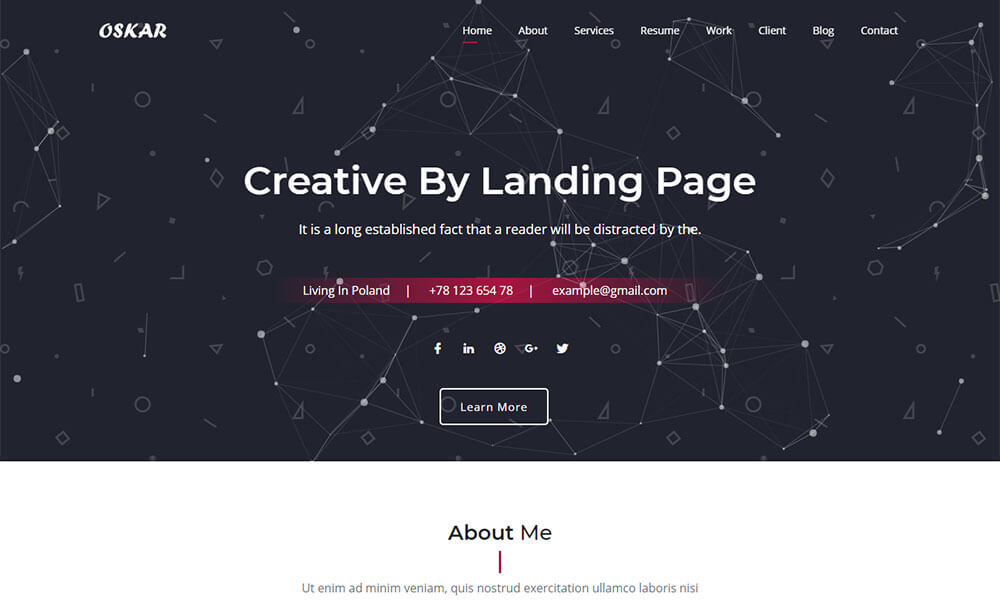 OSKAR
Home About Services Resume Work Client Blog Contact
Creative By Landing Page
It is a long established fact that a reader will be distracted by the.
Living In Poland | +78 123 654 78 | example@gmail.com
Learn More
About Me
Ut enim ad minim veniam, quis nostrud exercitation ullamco laboris nisi